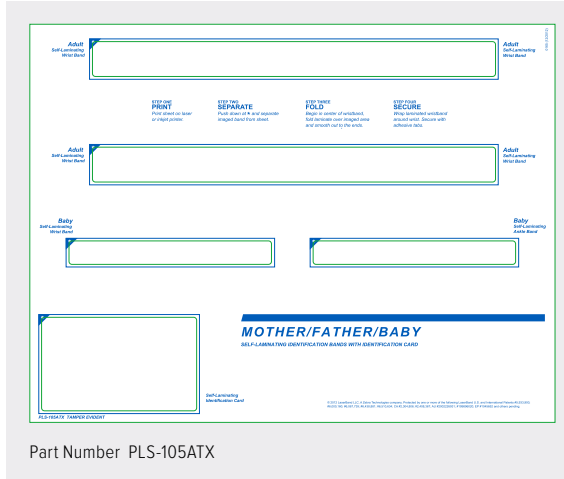 Adult
Self-Laminating
Wrist Band
Adult
Self-Laminating
Wrist Band
STEP ONE
PRINT
Print sheet on laser
or inkjet printer.
STEP TWO
SEPARATE
Push down at and separate
imaged band from sheet.
STEP THREE
FOLD
Begin in center of wristband,
fold laminate over imaged area
and smooth out to the ends.
STEP FOUR
SECURE
Wrap laminated wristband
around wrist. Secure with
adhesive tabs.
Adult
Self-Laminating
Wrist Band
Adult
Self-Laminating
Wrist Band
Baby
Self-Laminating
Wrist Band
Baby
Self-Laminating
Ankle Band
MOTHER/FATHER/BABY
SELF-LAMINATING IDENTIFICATION BANDS WITH IDENTIFICATION CARD
Self-Laminating
Identification Card
PLS-105ATX TAMPER EVIDENT
Part Number PLS-105ATX